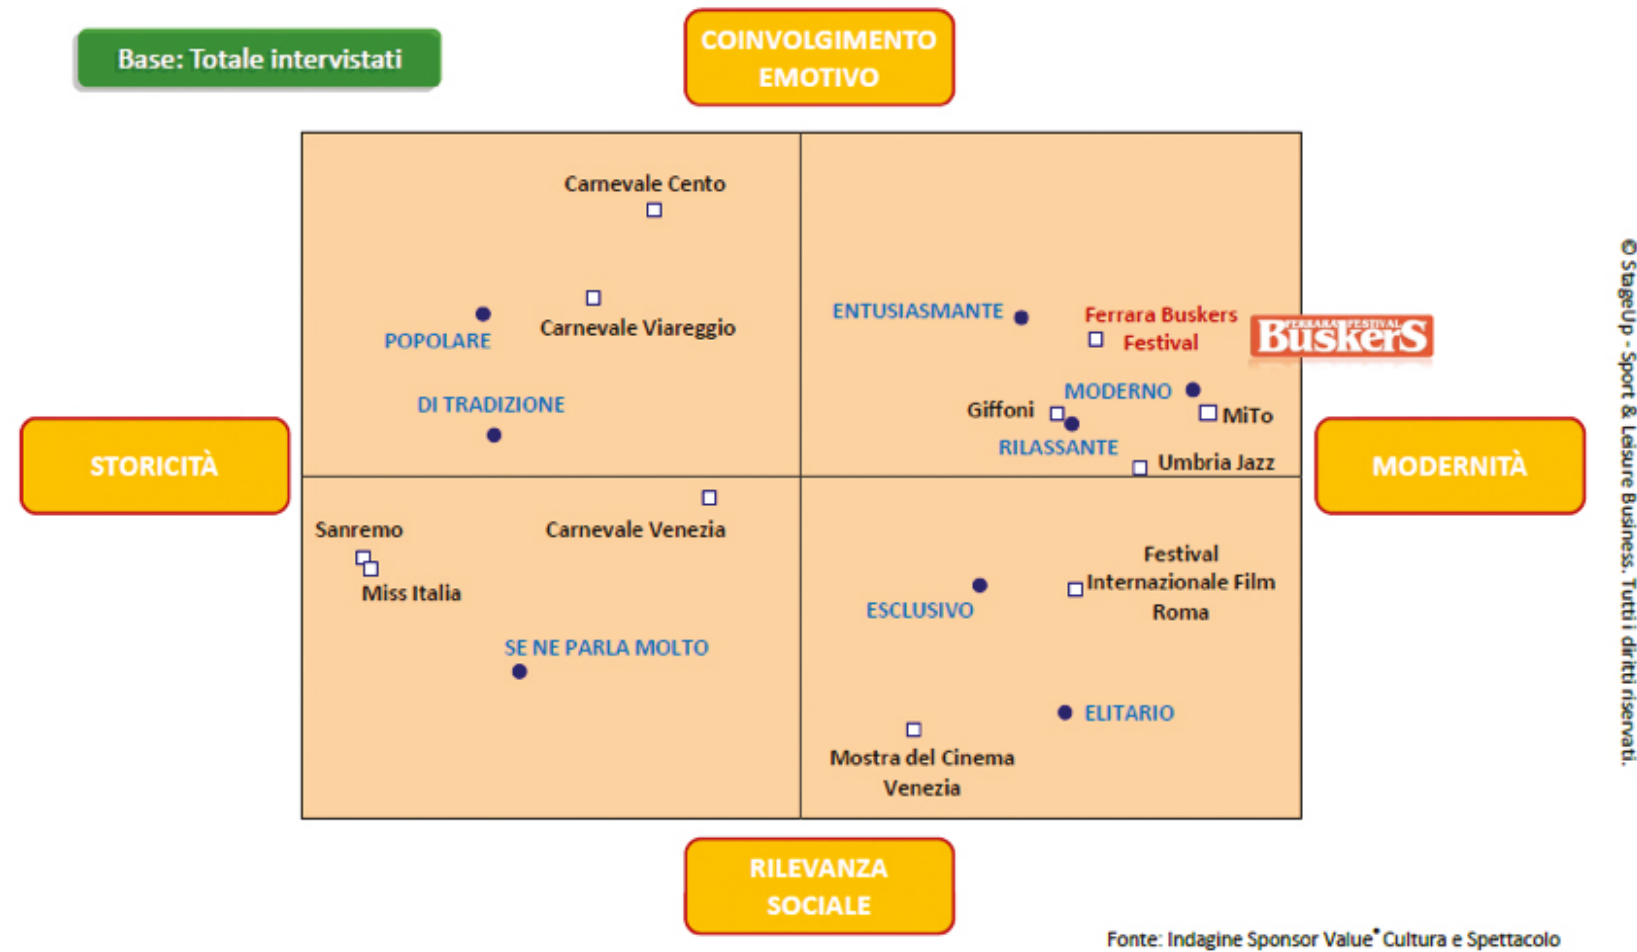 COINVOLGIMENTO
EMOTIVO
Base: Totale intervistati
Carnevale Cento
Carnevale Viareggio
POPOLARE
DI TRADIZIONE
ENTUSIASMANTE
Ferrara Buskers
Festival
FERRARA FESTIVAL
BuskerS
MODERNO
Giffoni
MiTo
RILASSANTE
Umbria Jazz
STORICITÀ
MODERNITÀ
Sanremo
Carnevale Venezia
Miss Italia
Festival
Internazionale Film
Roma
ESCLUSIVO
SE NE PARLA MOLTO
ELITARIO
Mostra del Cinema
Venezia
RILEVANZA
SOCIALE
© StageUp - Sport & Leisure Business. Tutti i diritti riservati.
Fonte: Indagine Sponsor Value® Cultura e Spettacolo